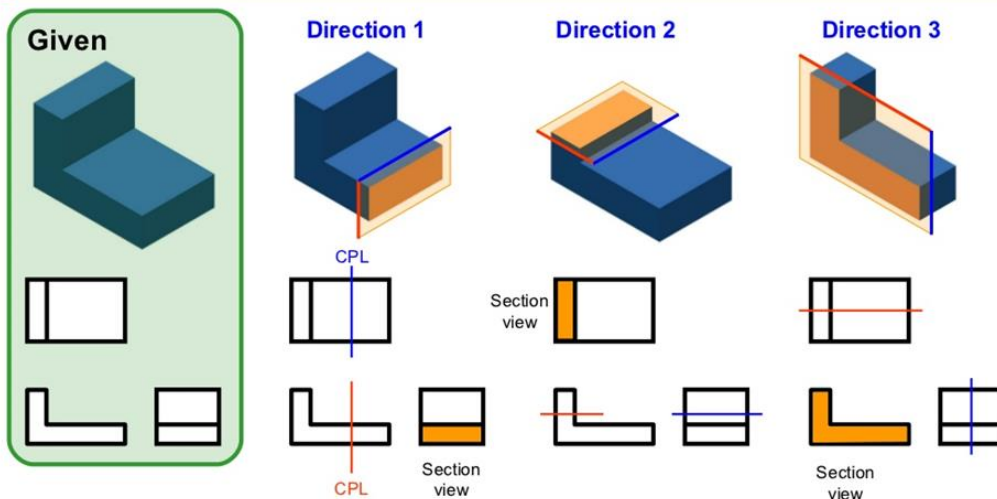 Given
Direction 1
Direction 2
Direction 3
CPL
Section
view
Section
view
CPL
Section
view